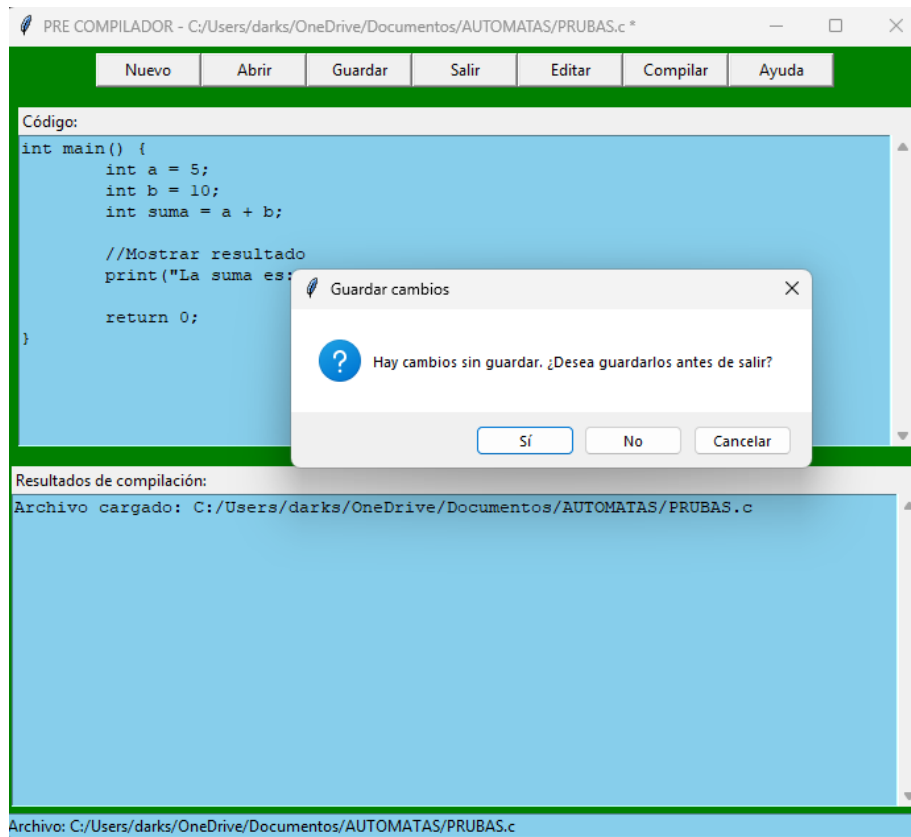 PRE COMPILADOR - C:/Users/darks/OneDrive/Documentos/AUTOMATAS/PRUBAS.c *
Nuevo Abrir Guardar Salir Editar Compilar Ayuda
Código:
int main() {
int a = 5;
int b = 10;
int suma = a + b;
//Mostrar resultado
print("La suma es:
return 0;
}
Guardar cambios
Hay cambios sin guardar. ¿Desea guardarlos antes de salir?
Sí No Cancelar
Resultados de compilación:
Archivo cargado: C:/Users/darks/OneDrive/Documentos/AUTOMATAS/PRUBAS.c
Archivo: C:/Users/darks/OneDrive/Documentos/AUTOMATAS/PRUBAS.c